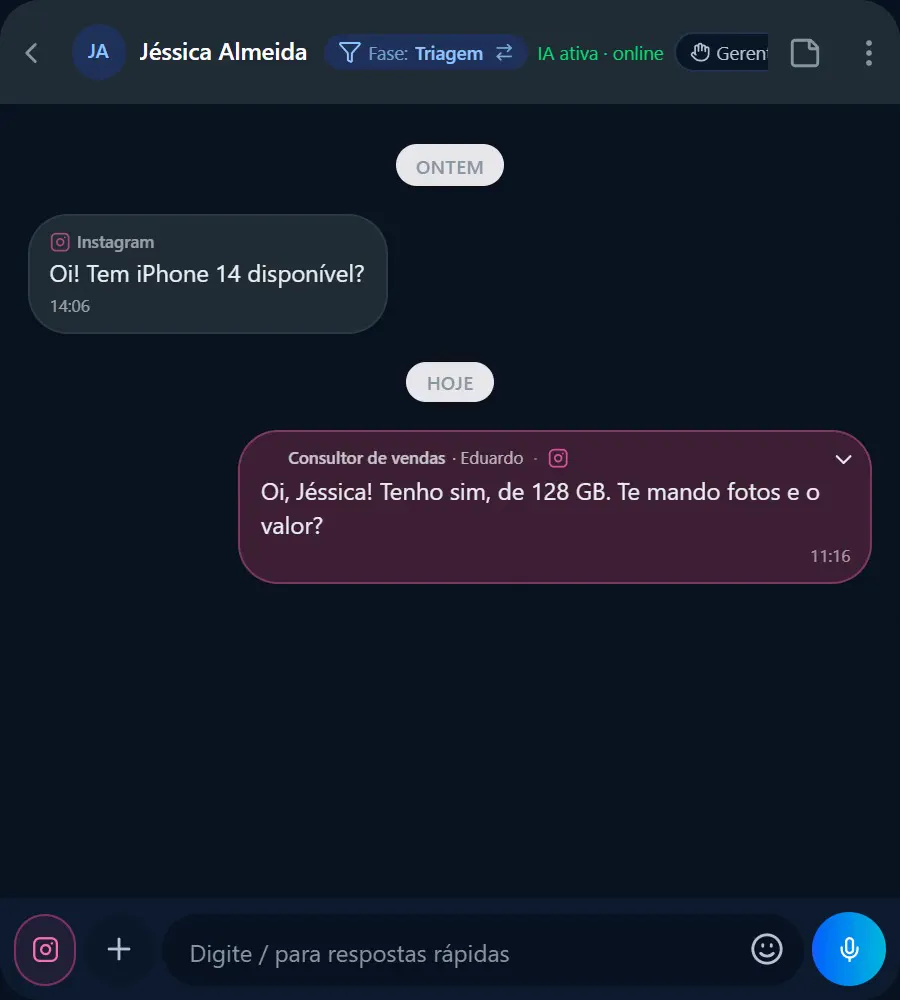 JA
Jéssica Almeida
Fase: Triagem
IA ativa · online
Geren
ONTEM
Instagram
Oi! Tem iPhone 14 disponível?
14:06
HOJE
Consultor de vendas · Eduardo ·
Oi, Jéssica! Tenho sim, de 128 GB. Te mando fotos e o
valor?
11:16
Digite / para respostas rápidas